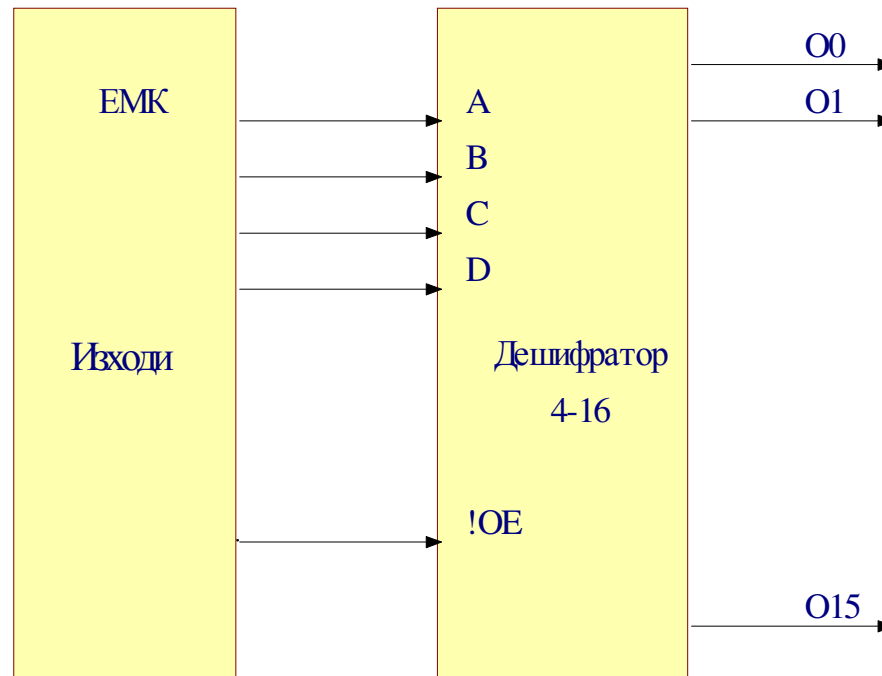 ЕМК
Изходи
A
B
C
D
Дешифратор
4-16
!OE
O0
O1
O15